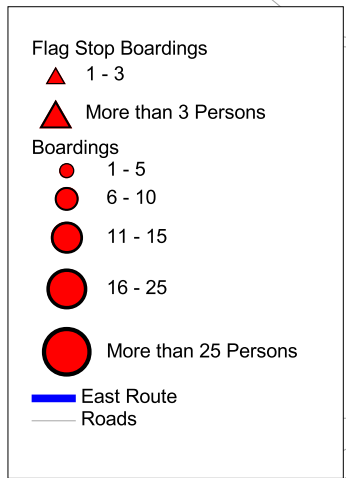 Flag Stop Boardings
1 - 3
More than 3 Persons
Boardings
1 - 5
6 - 10
11 - 15
16 - 25
More than 25 Persons
East Route
Roads